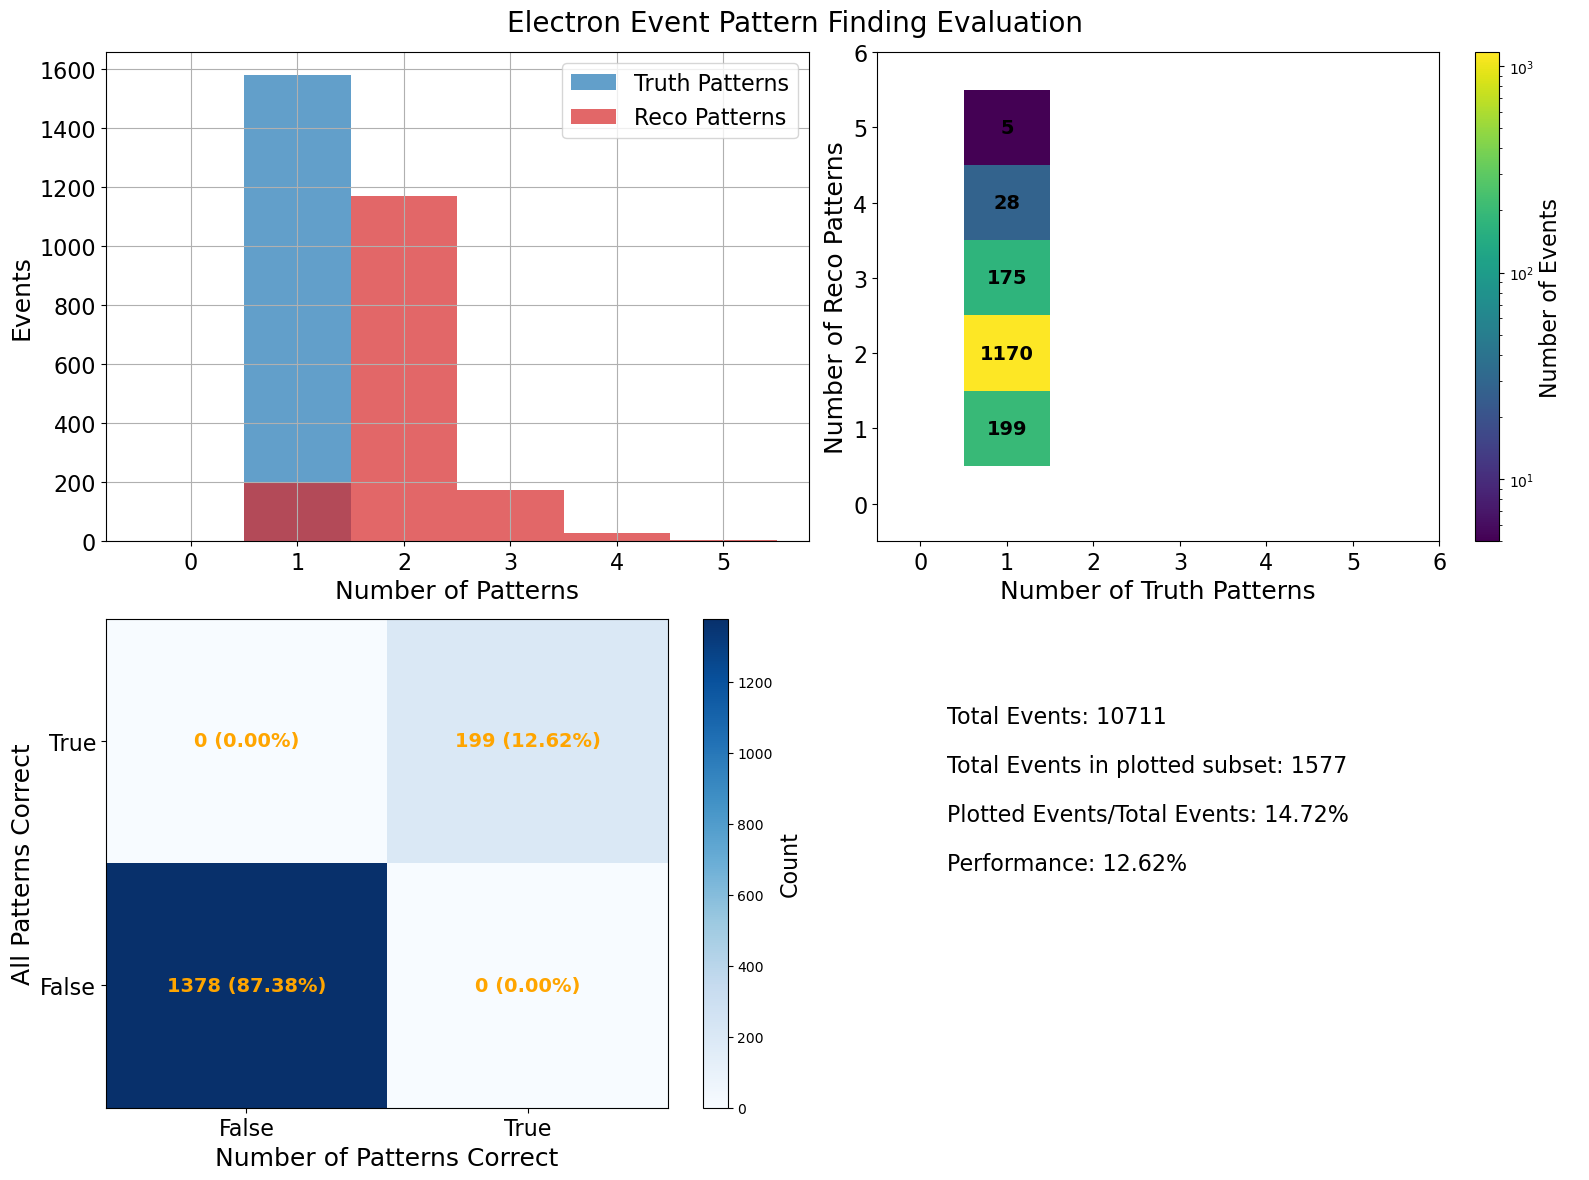 Electron Event Pattern Finding Evaluation
1600
1400
1200
1000
800
600
400
200
0
Events
Truth Patterns
Reco Patterns
0 1 2 3 4 5
Number of Patterns
6
5
4
3
2
1
0
Number of Reco Patterns
5
28
175
1170
199
0 1 2 3 4 5 6
Number of Truth Patterns
10³
10²
10¹
Number of Events
All Patterns Correct
True
False
0 (0.00%) 199 (12.62%)
1378 (87.38%) 0 (0.00%)
False True
Number of Patterns Correct
1200
1000
800
600
400
200
0
Count
Total Events: 10711
Total Events in plotted subset: 1577
Plotted Events/Total Events: 14.72%
Performance: 12.62%